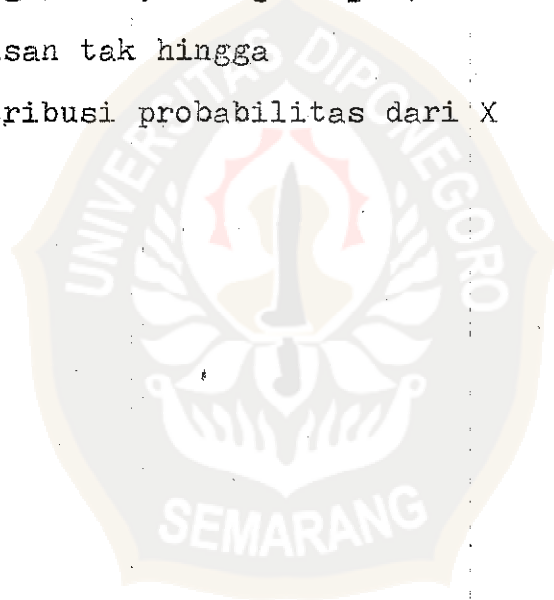 san tak hingga
ribusi probabilitas dari X
UNIVERSITAS DIPONEGORO
SEMARANG